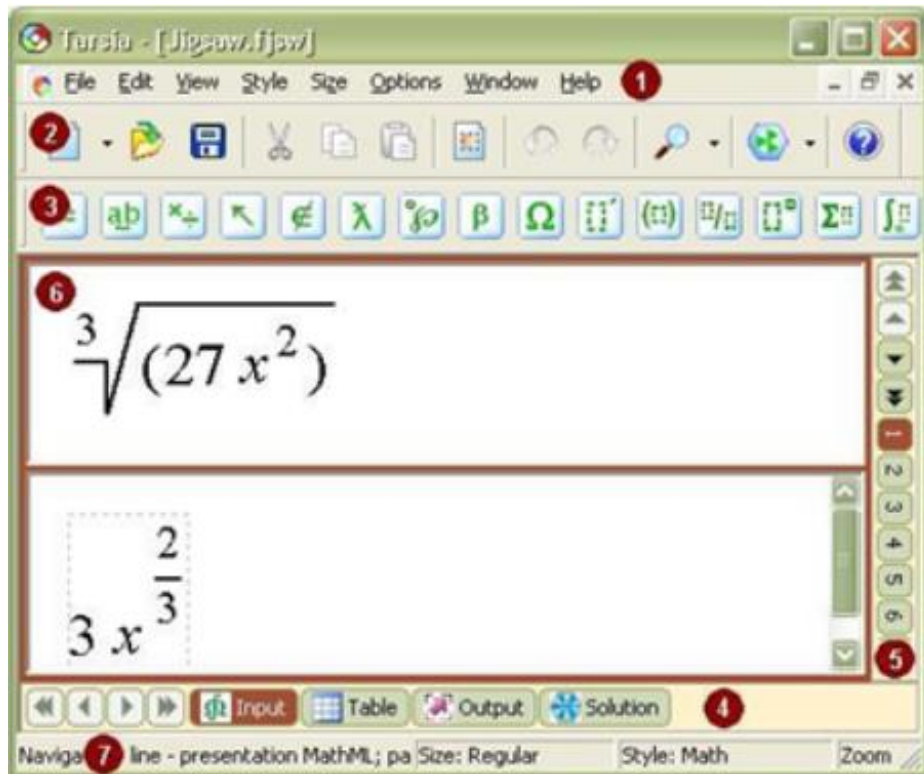 Tarsia - [Jigsaw.fjsw]
File Edit View Style Size Options Window Help 1
2
3 a|b × ÷ ∉ λ ℘ β Ω (□) □/□ Σ ∫
6
∛(27 x²)
3 x^(2/3)
1
2
3
4
5
6
5
Input Table Output Solution 4
Naviga 7 line - presentation MathML; pa Size: Regular Style: Math Zoom